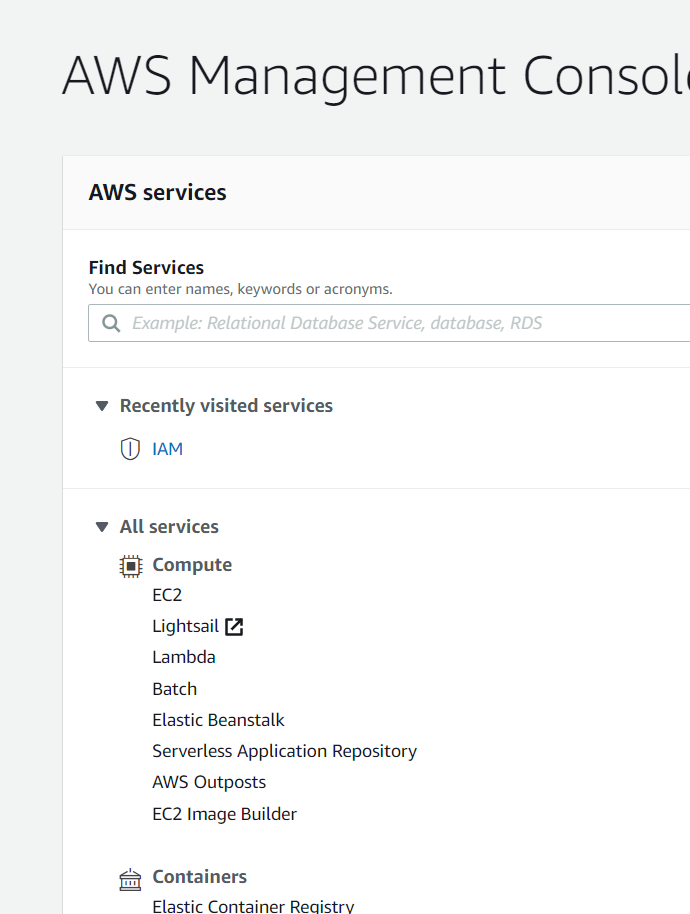 AWS Management Console
AWS services
Find Services
You can enter names, keywords or acronyms.
Example: Relational Database Service, database, RDS
Recently visited services
IAM
All services
Compute
EC2
Lightsail
Lambda
Batch
Elastic Beanstalk
Serverless Application Repository
AWS Outposts
EC2 Image Builder
Containers
Elastic Container Registry